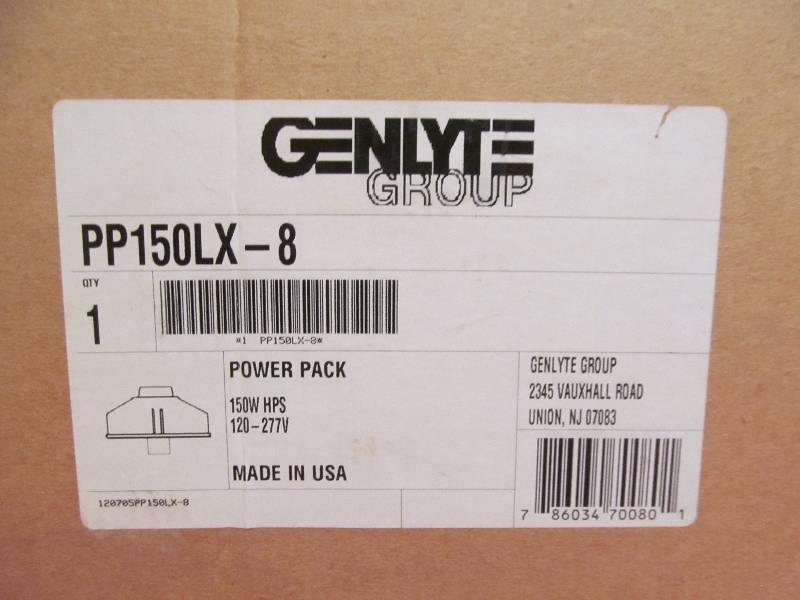 GENLYTE
GROUP
PP150LX-8
QTY
1
*1 PP150LX-8*
POWER PACK
150W HPS
120-277V
MADE IN USA
GENLYTE GROUP
2345 VAUXHALL ROAD
UNION, NJ 07083
120705PP150LX-8
7 86034 70080 1